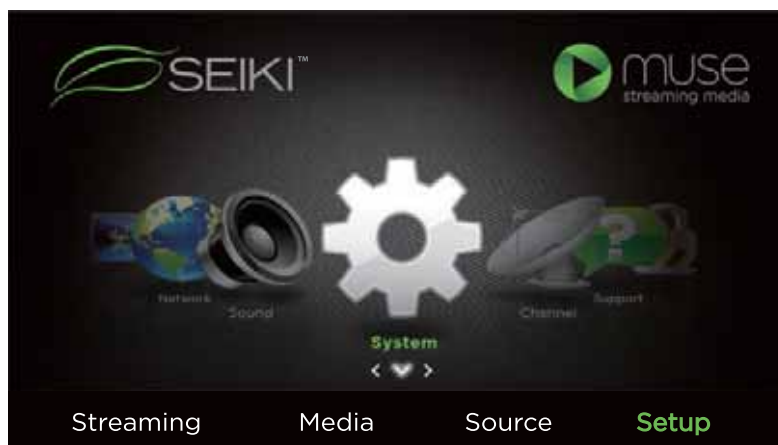 SEIKI™
muse
streaming media
Network
Sound
System
Channel
Support
Streaming Media Source Setup